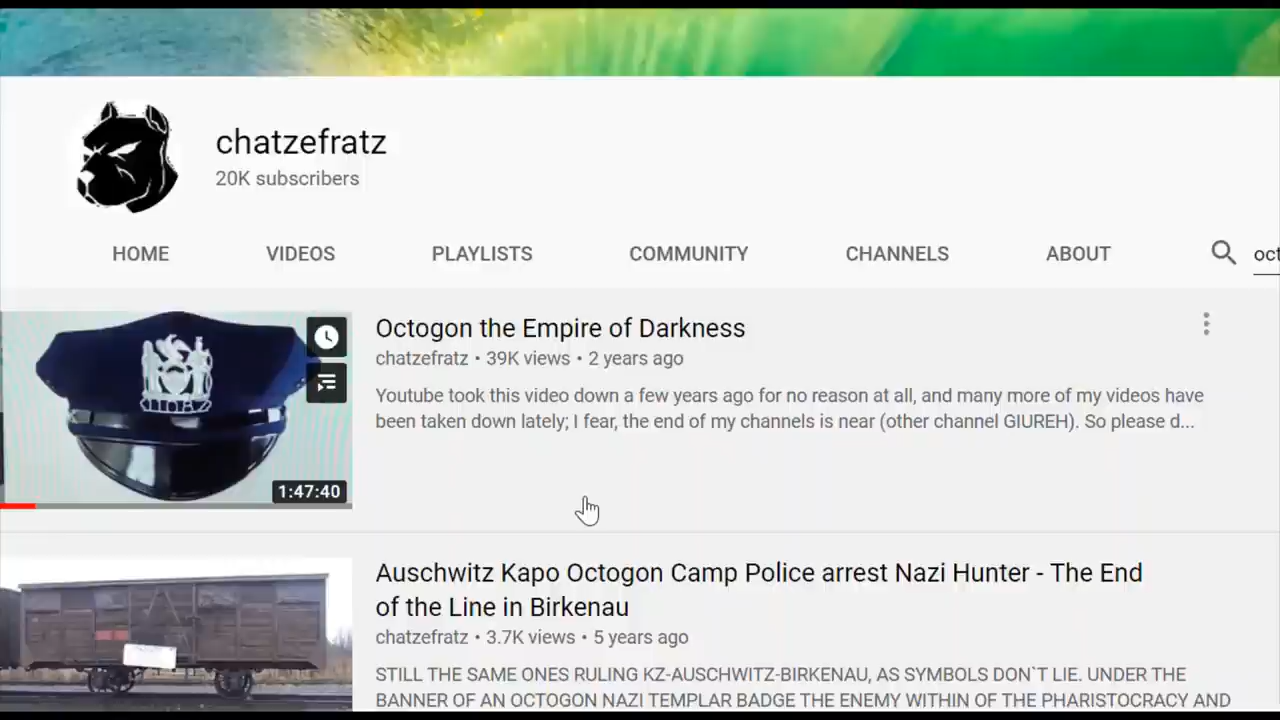 chatzefratz
20K subscribers
HOME VIDEOS PLAYLISTS COMMUNITY CHANNELS ABOUT oct
Octogon the Empire of Darkness
chatzefratz • 39K views • 2 years ago
Youtube took this video down a few years ago for no reason at all, and many more of my videos have
been taken down lately; I fear, the end of my channels is near (other channel GIUREH). So please d...
1:47:40
Auschwitz Kapo Octogon Camp Police arrest Nazi Hunter - The End
of the Line in Birkenau
chatzefratz • 3.7K views • 5 years ago
STILL THE SAME ONES RULING KZ-AUSCHWITZ-BIRKENAU, AS SYMBOLS DON`T LIE. UNDER THE
BANNER OF AN OCTOGON NAZI TEMPLAR BADGE THE ENEMY WITHIN OF THE PHARISTOCRACY AND